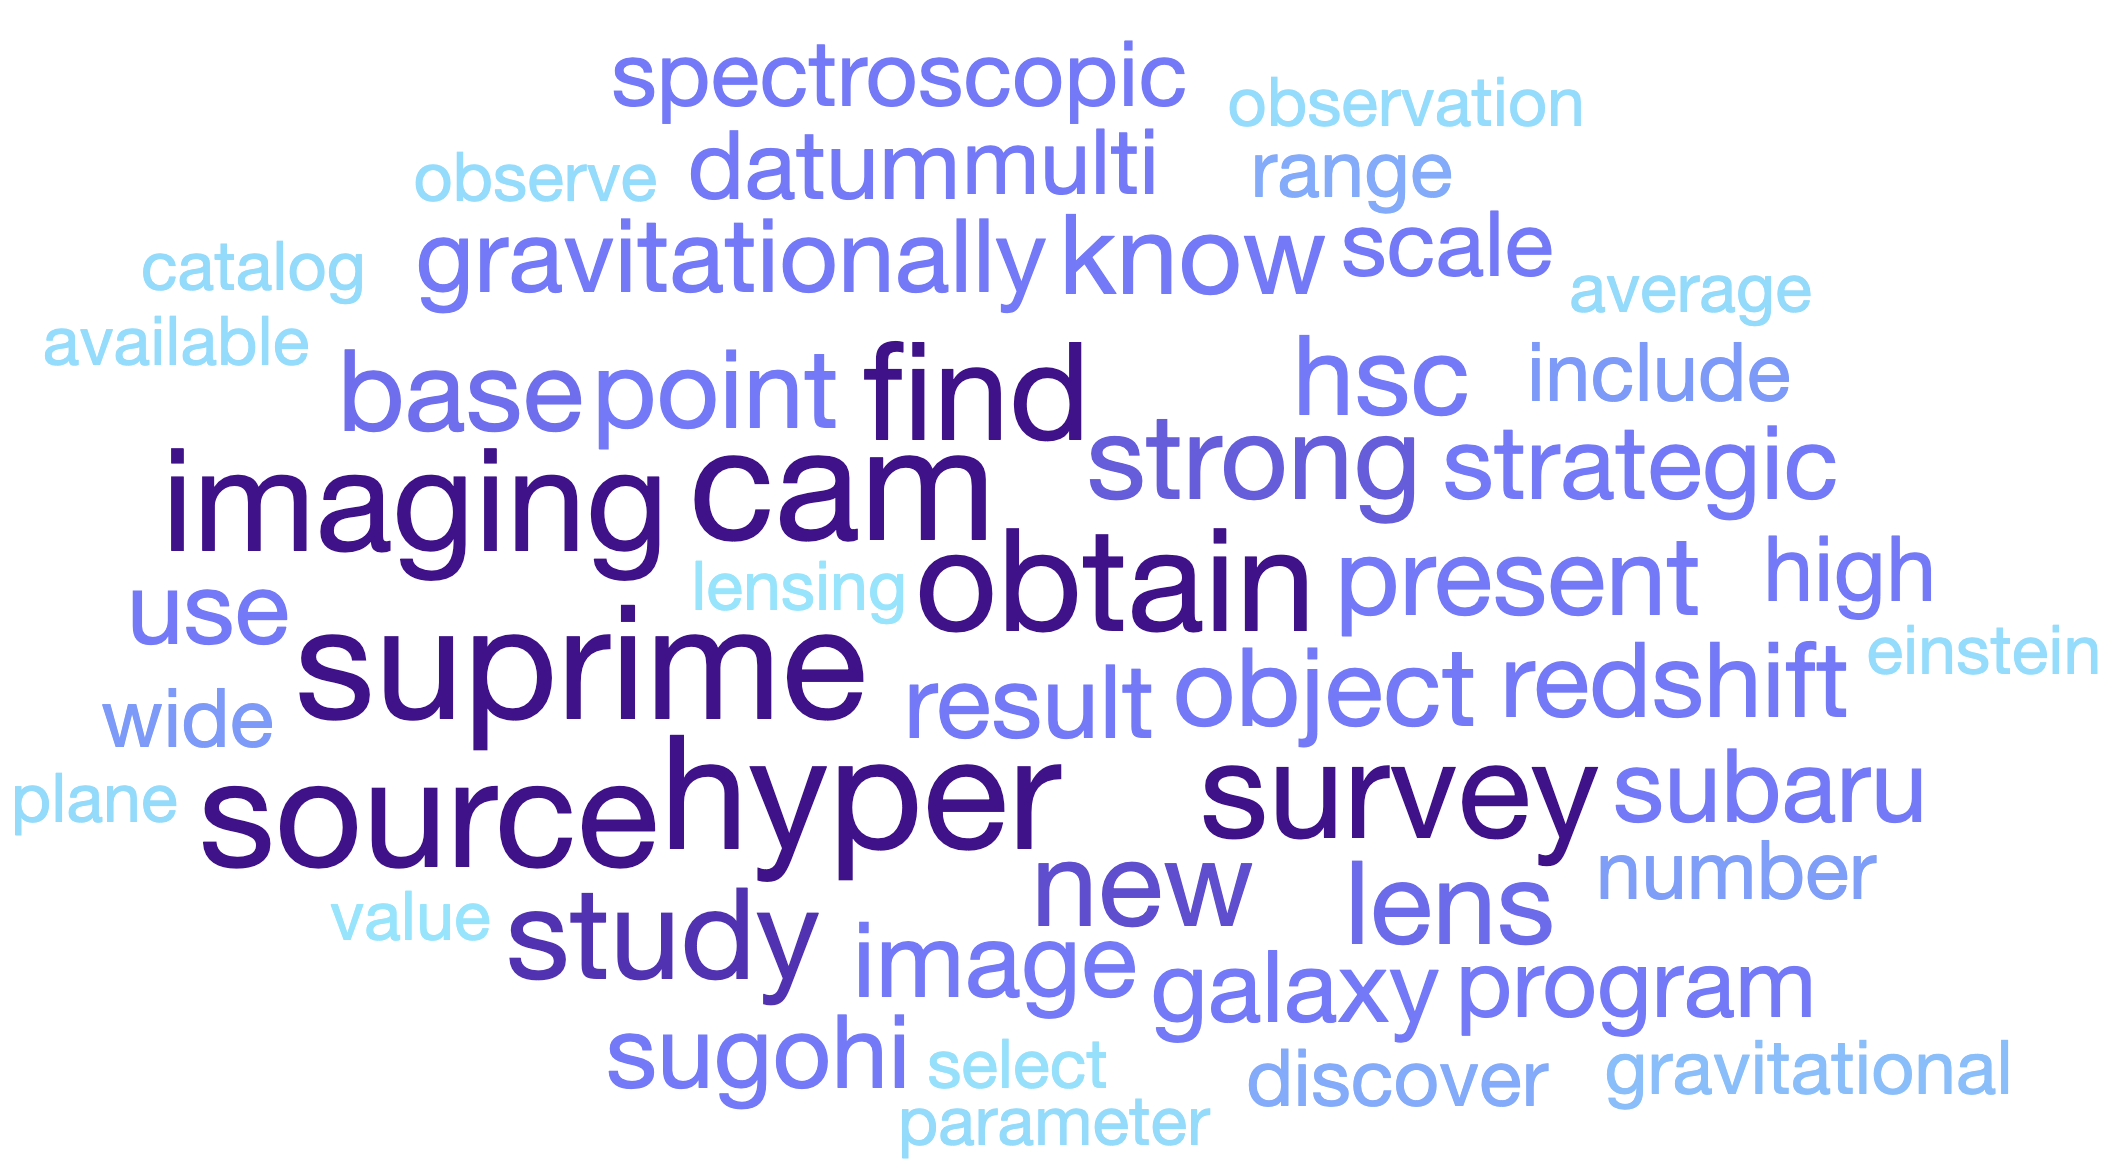 spectroscopic observation
observe datum multi range
catalog gravitationally know scale average
available base point find hsc include
imaging cam strong strategic
use lensing obtain present high
suprime result object redshift einstein
wide
plane source hyper survey subaru
value study new lens number
image galaxy program
sugohi select discover gravitational
parameter